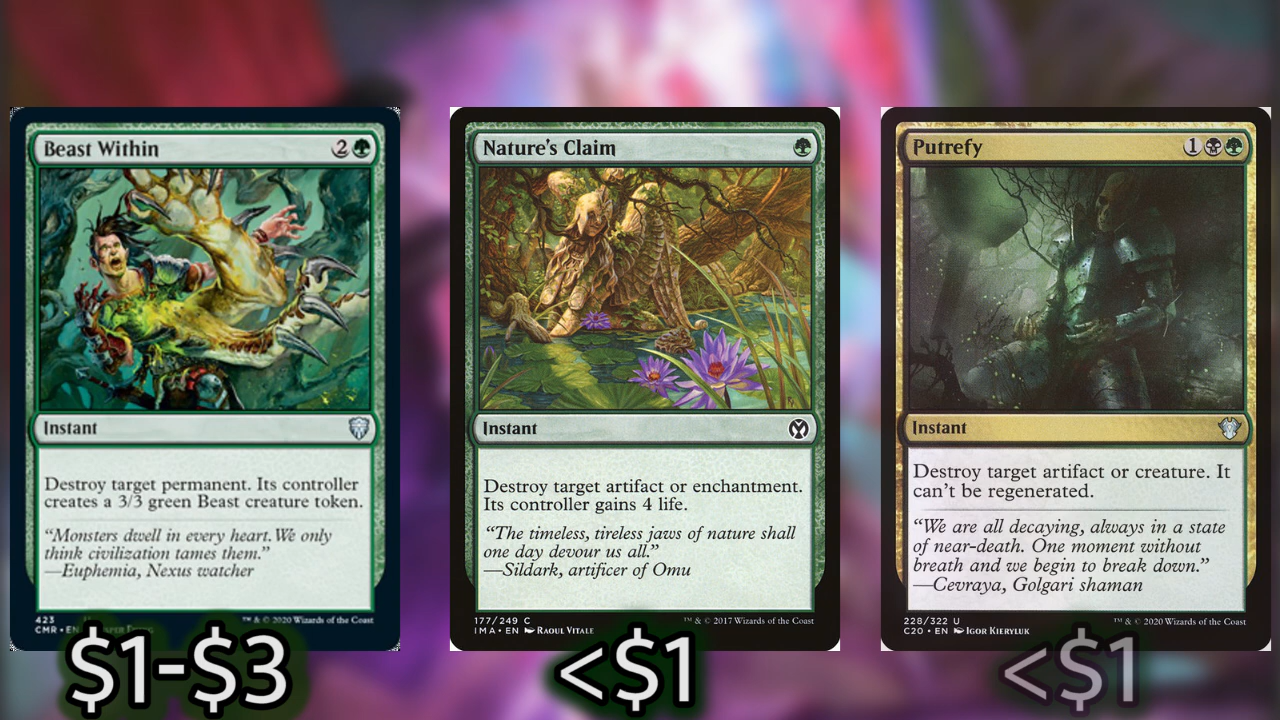 Beast Within 2
Instant
Destroy target permanent. Its controller
creates a 3/3 green Beast creature token.
“Monsters dwell in every heart. We only
think civilization tames them.”
—Euphemia, Nexus watcher
423
CMR • EN
™ & © 2020 Wizards of the Coast
$1-$3
Nature's Claim
Instant
Destroy target artifact or enchantment.
Its controller gains 4 life.
“The timeless, tireless jaws of nature shall
one day devour us all.”
—Sildark, artificer of Omu
177/249 C
IMA • EN Raoul Vitale
™ & © 2017 Wizards of the Coast
<$1
Putrefy 1
Instant
Destroy target artifact or creature. It
can't be regenerated.
“We are all decaying, always in a state
of near-death. One moment without
breath and we begin to break down.”
—Cevraya, Golgari shaman
228/322 U
C20 • EN Igor Kieryluk
™ & © 2020 Wizards of the Coast
<$1